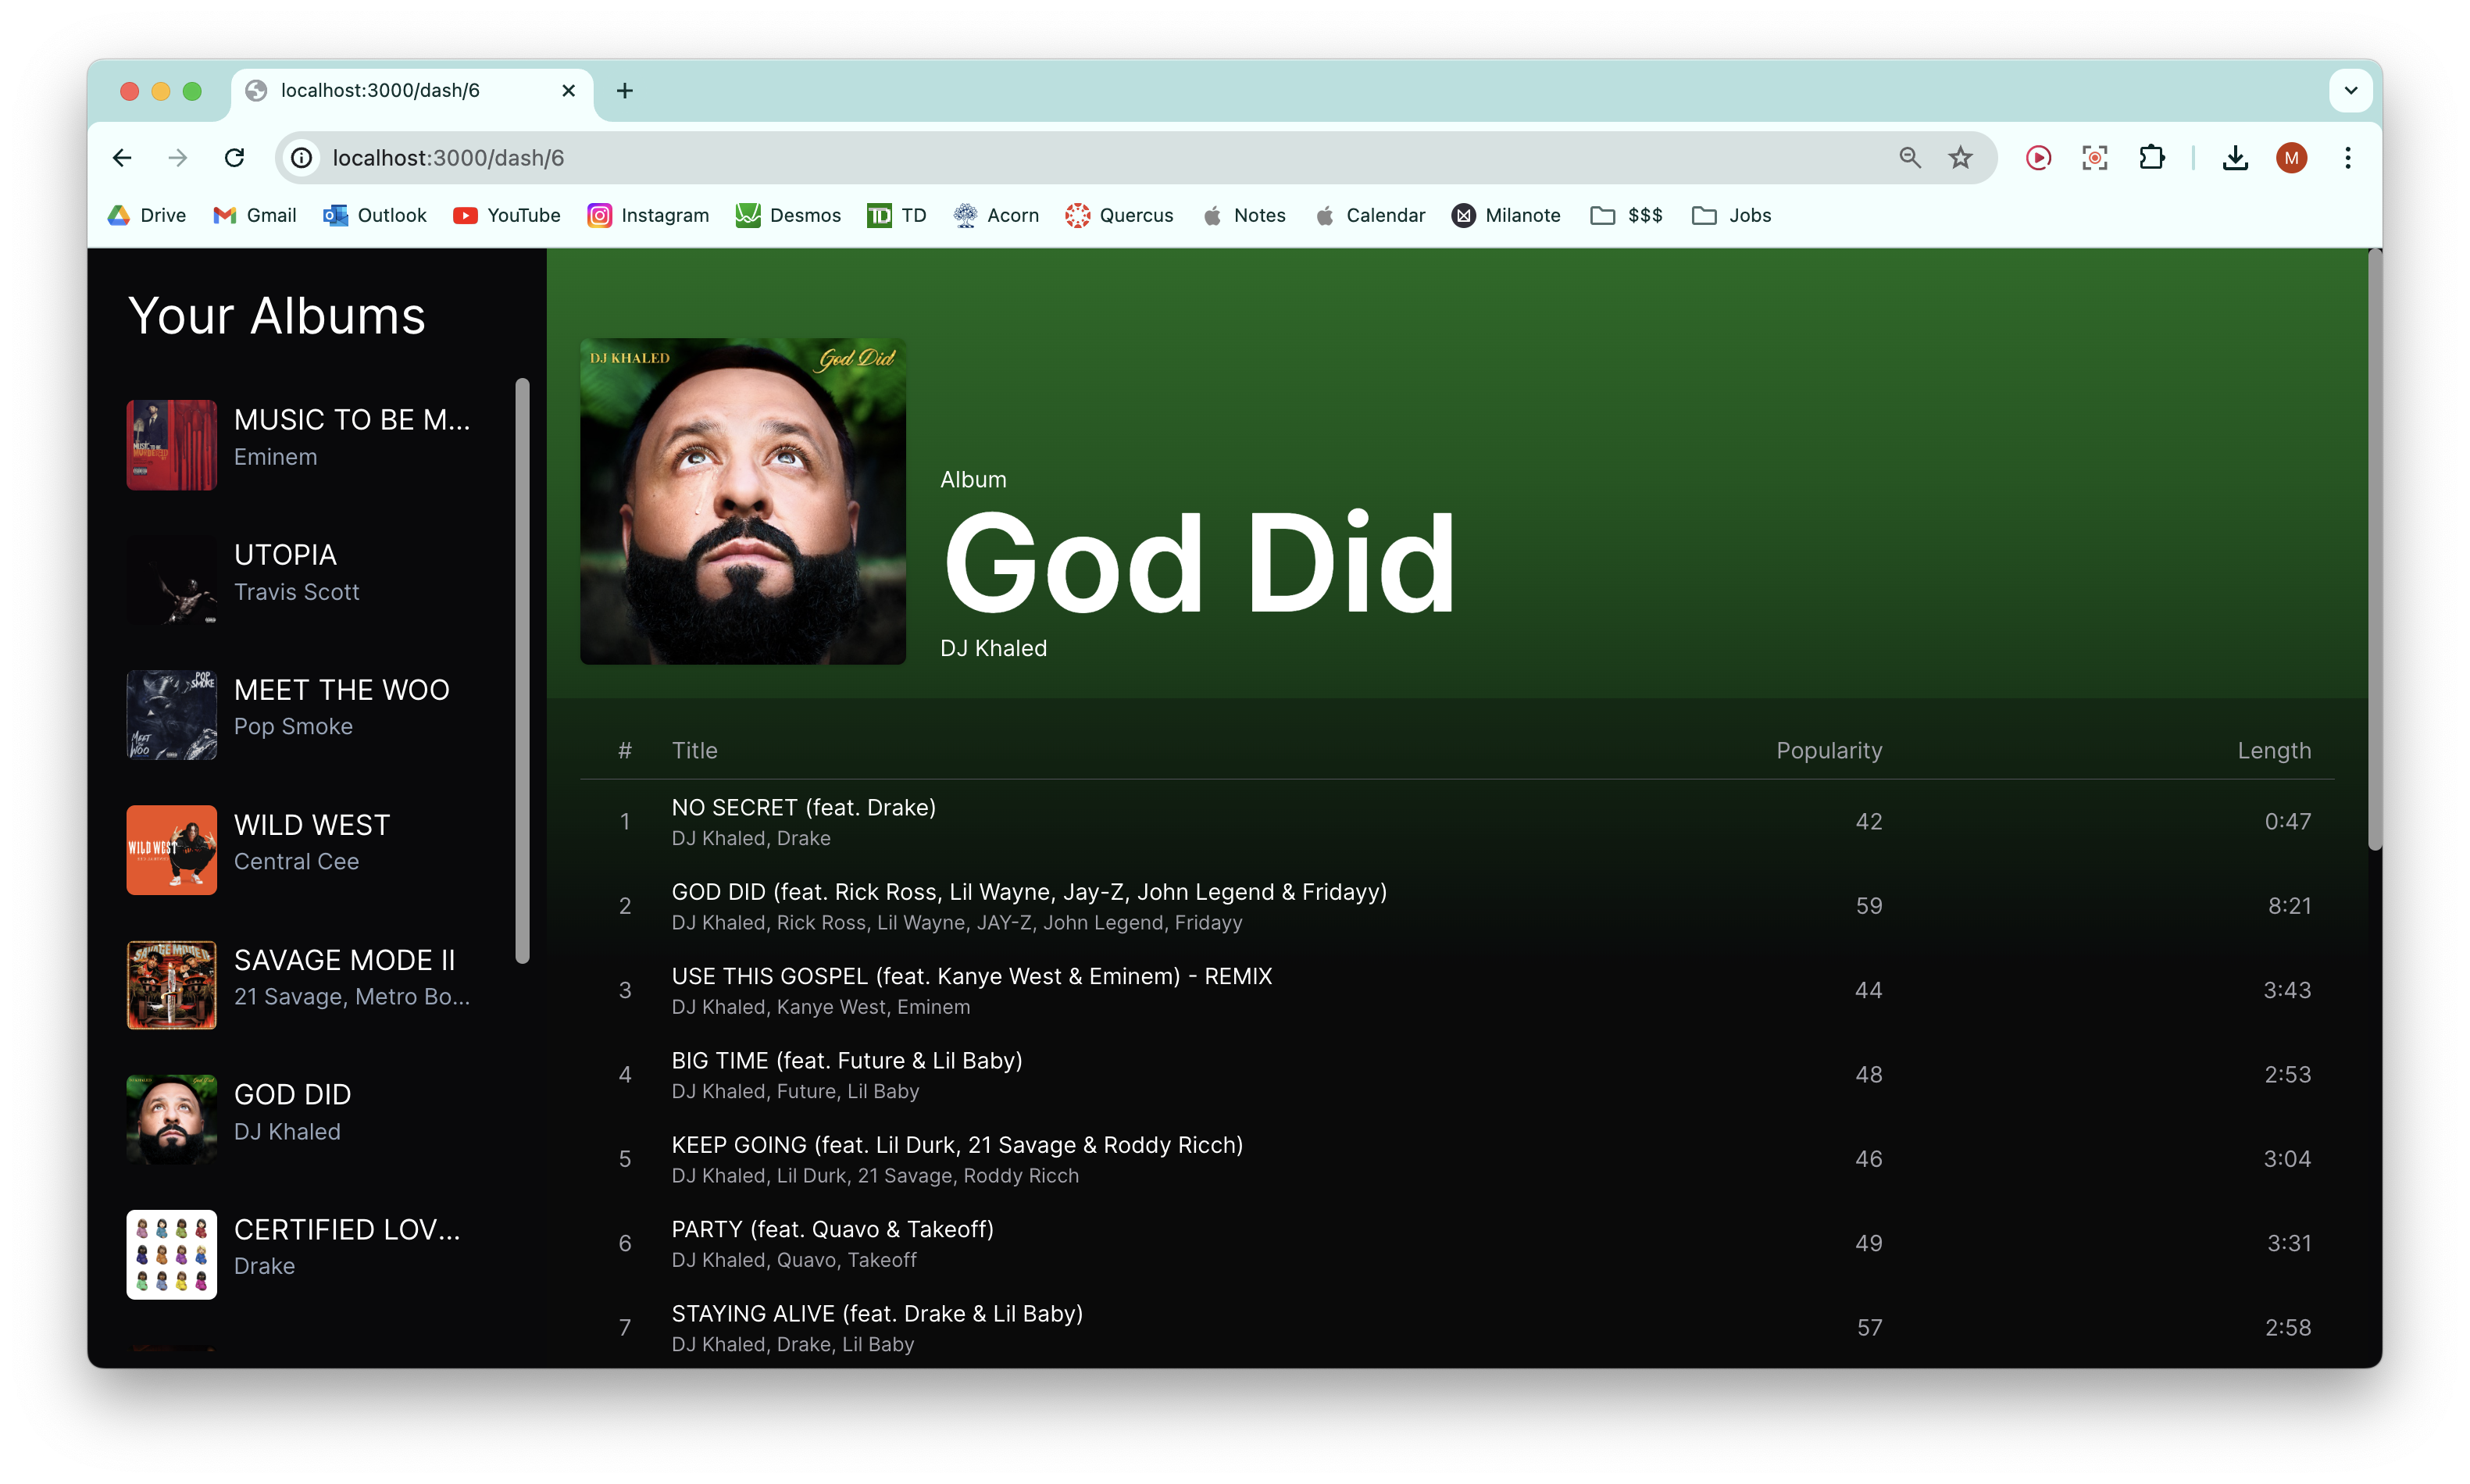 localhost:3000/dash/6
localhost:3000/dash/6
M
Drive
Gmail
Outlook
YouTube
Instagram
Desmos
TD
TD
Acorn
Quercus
Notes
Calendar
Milanote
$$$
Jobs
Your Albums
MUSIC TO BE M...
Eminem
UTOPIA
Travis Scott
POP
SMOKE
MEET
THE
WOO
MEET THE WOO
Pop Smoke
WILD WEST
WILD WEST
Central Cee
SAVAGE MODE II
21 Savage, Metro Bo...
GOD DID
DJ Khaled
CERTIFIED LOV...
Drake
DJ KHALED
God Did
Album
God Did
DJ Khaled
# Title Popularity Length
1 NO SECRET (feat. Drake) 42 0:47
DJ Khaled, Drake
2 GOD DID (feat. Rick Ross, Lil Wayne, Jay-Z, John Legend & Fridayy) 59 8:21
DJ Khaled, Rick Ross, Lil Wayne, JAY-Z, John Legend, Fridayy
3 USE THIS GOSPEL (feat. Kanye West & Eminem) - REMIX 44 3:43
DJ Khaled, Kanye West, Eminem
4 BIG TIME (feat. Future & Lil Baby) 48 2:53
DJ Khaled, Future, Lil Baby
5 KEEP GOING (feat. Lil Durk, 21 Savage & Roddy Ricch) 46 3:04
DJ Khaled, Lil Durk, 21 Savage, Roddy Ricch
6 PARTY (feat. Quavo & Takeoff) 49 3:31
DJ Khaled, Quavo, Takeoff
7 STAYING ALIVE (feat. Drake & Lil Baby) 57 2:58
DJ Khaled, Drake, Lil Baby